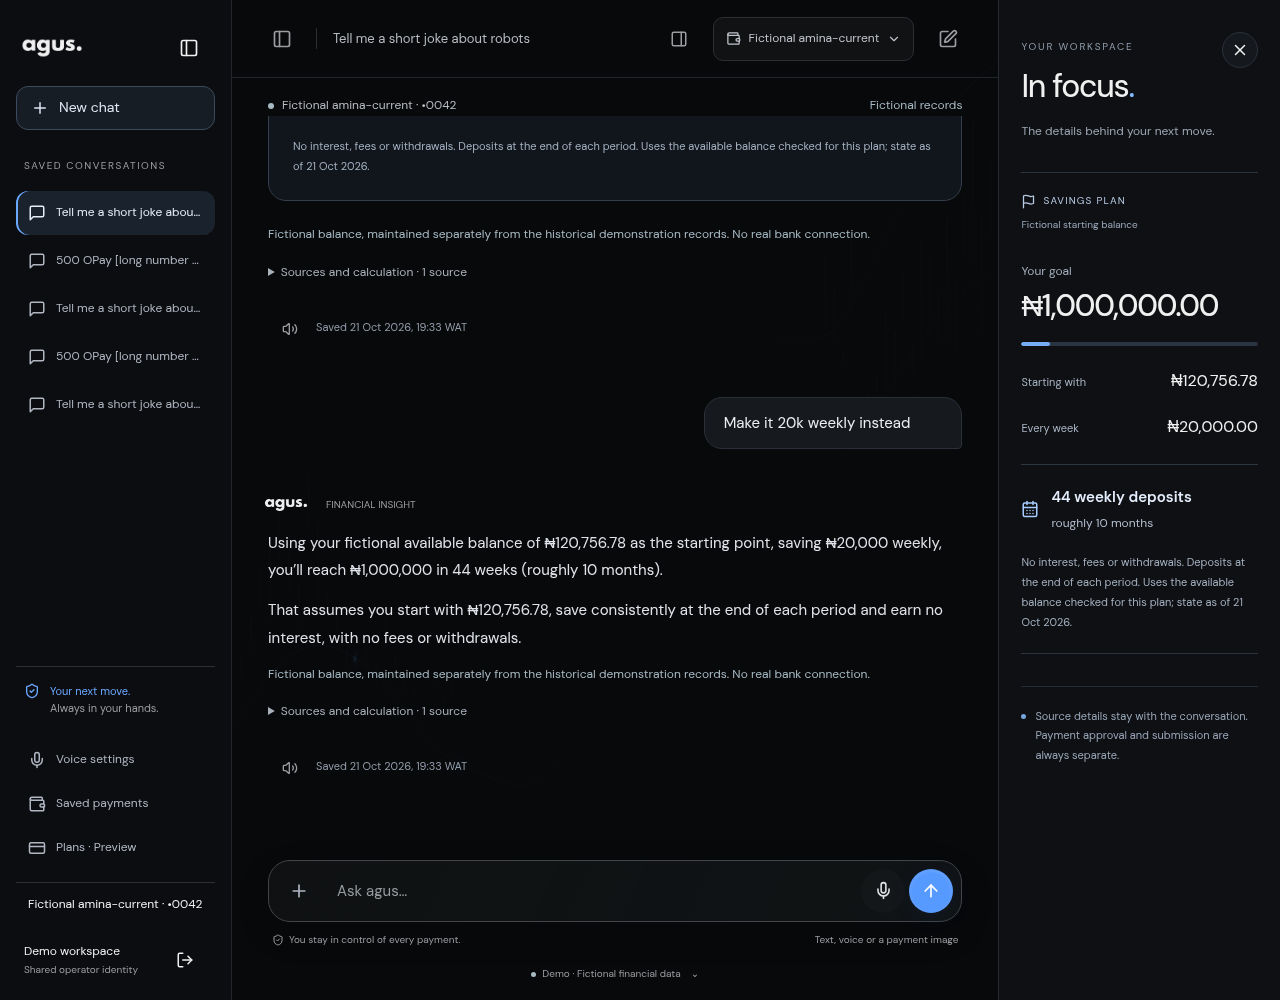 agus.
New chat
SAVED CONVERSATIONS
Tell me a short joke abou...
500 OPay [long number ...
Tell me a short joke abou...
500 OPay [long number ...
Tell me a short joke abou...
Your next move.
Always in your hands.
Voice settings
Saved payments
Plans · Preview
Fictional amina-current · •0042
Demo workspace
Shared operator identity
Tell me a short joke about robots
Fictional amina-current
Fictional amina-current · •0042
Fictional records
No interest, fees or withdrawals. Deposits at the end of each period. Uses the available balance checked for this plan; state as
of 21 Oct 2026.
Fictional balance, maintained separately from the historical demonstration records. No real bank connection.
Sources and calculation · 1 source
Saved 21 Oct 2026, 19:33 WAT
Make it 20k weekly instead
agus.
FINANCIAL INSIGHT
Using your fictional available balance of ₦120,756.78 as the starting point, saving ₦20,000 weekly,
you’ll reach ₦1,000,000 in 44 weeks (roughly 10 months).
That assumes you start with ₦120,756.78, save consistently at the end of each period and earn no
interest, with no fees or withdrawals.
Fictional balance, maintained separately from the historical demonstration records. No real bank connection.
Sources and calculation · 1 source
Saved 21 Oct 2026, 19:33 WAT
Ask agus...
You stay in control of every payment.
Text, voice or a payment image
Demo · Fictional financial data
YOUR WORKSPACE
In focus.
The details behind your next move.
SAVINGS PLAN
Fictional starting balance
Your goal
₦1,000,000.00
Starting with
₦120,756.78
Every week
₦20,000.00
44 weekly deposits
roughly 10 months
No interest, fees or withdrawals. Deposits at
the end of each period. Uses the available
balance checked for this plan; state as of 21
Oct 2026.
Source details stay with the conversation.
Payment approval and submission are
always separate.